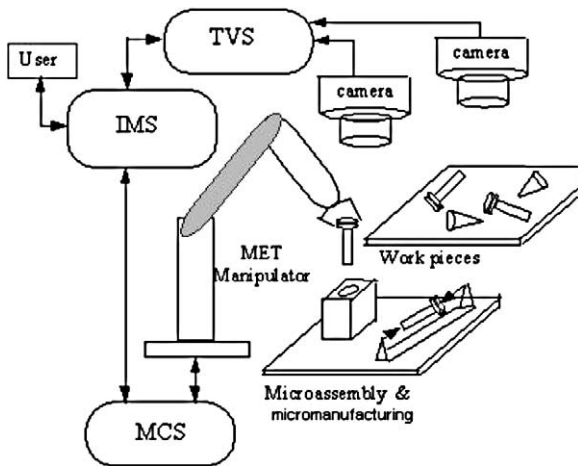 TVS
User
camera
camera
IMS
MET
Manipulator
Work pieces
Microassembly &
micromanufacturing
MCS